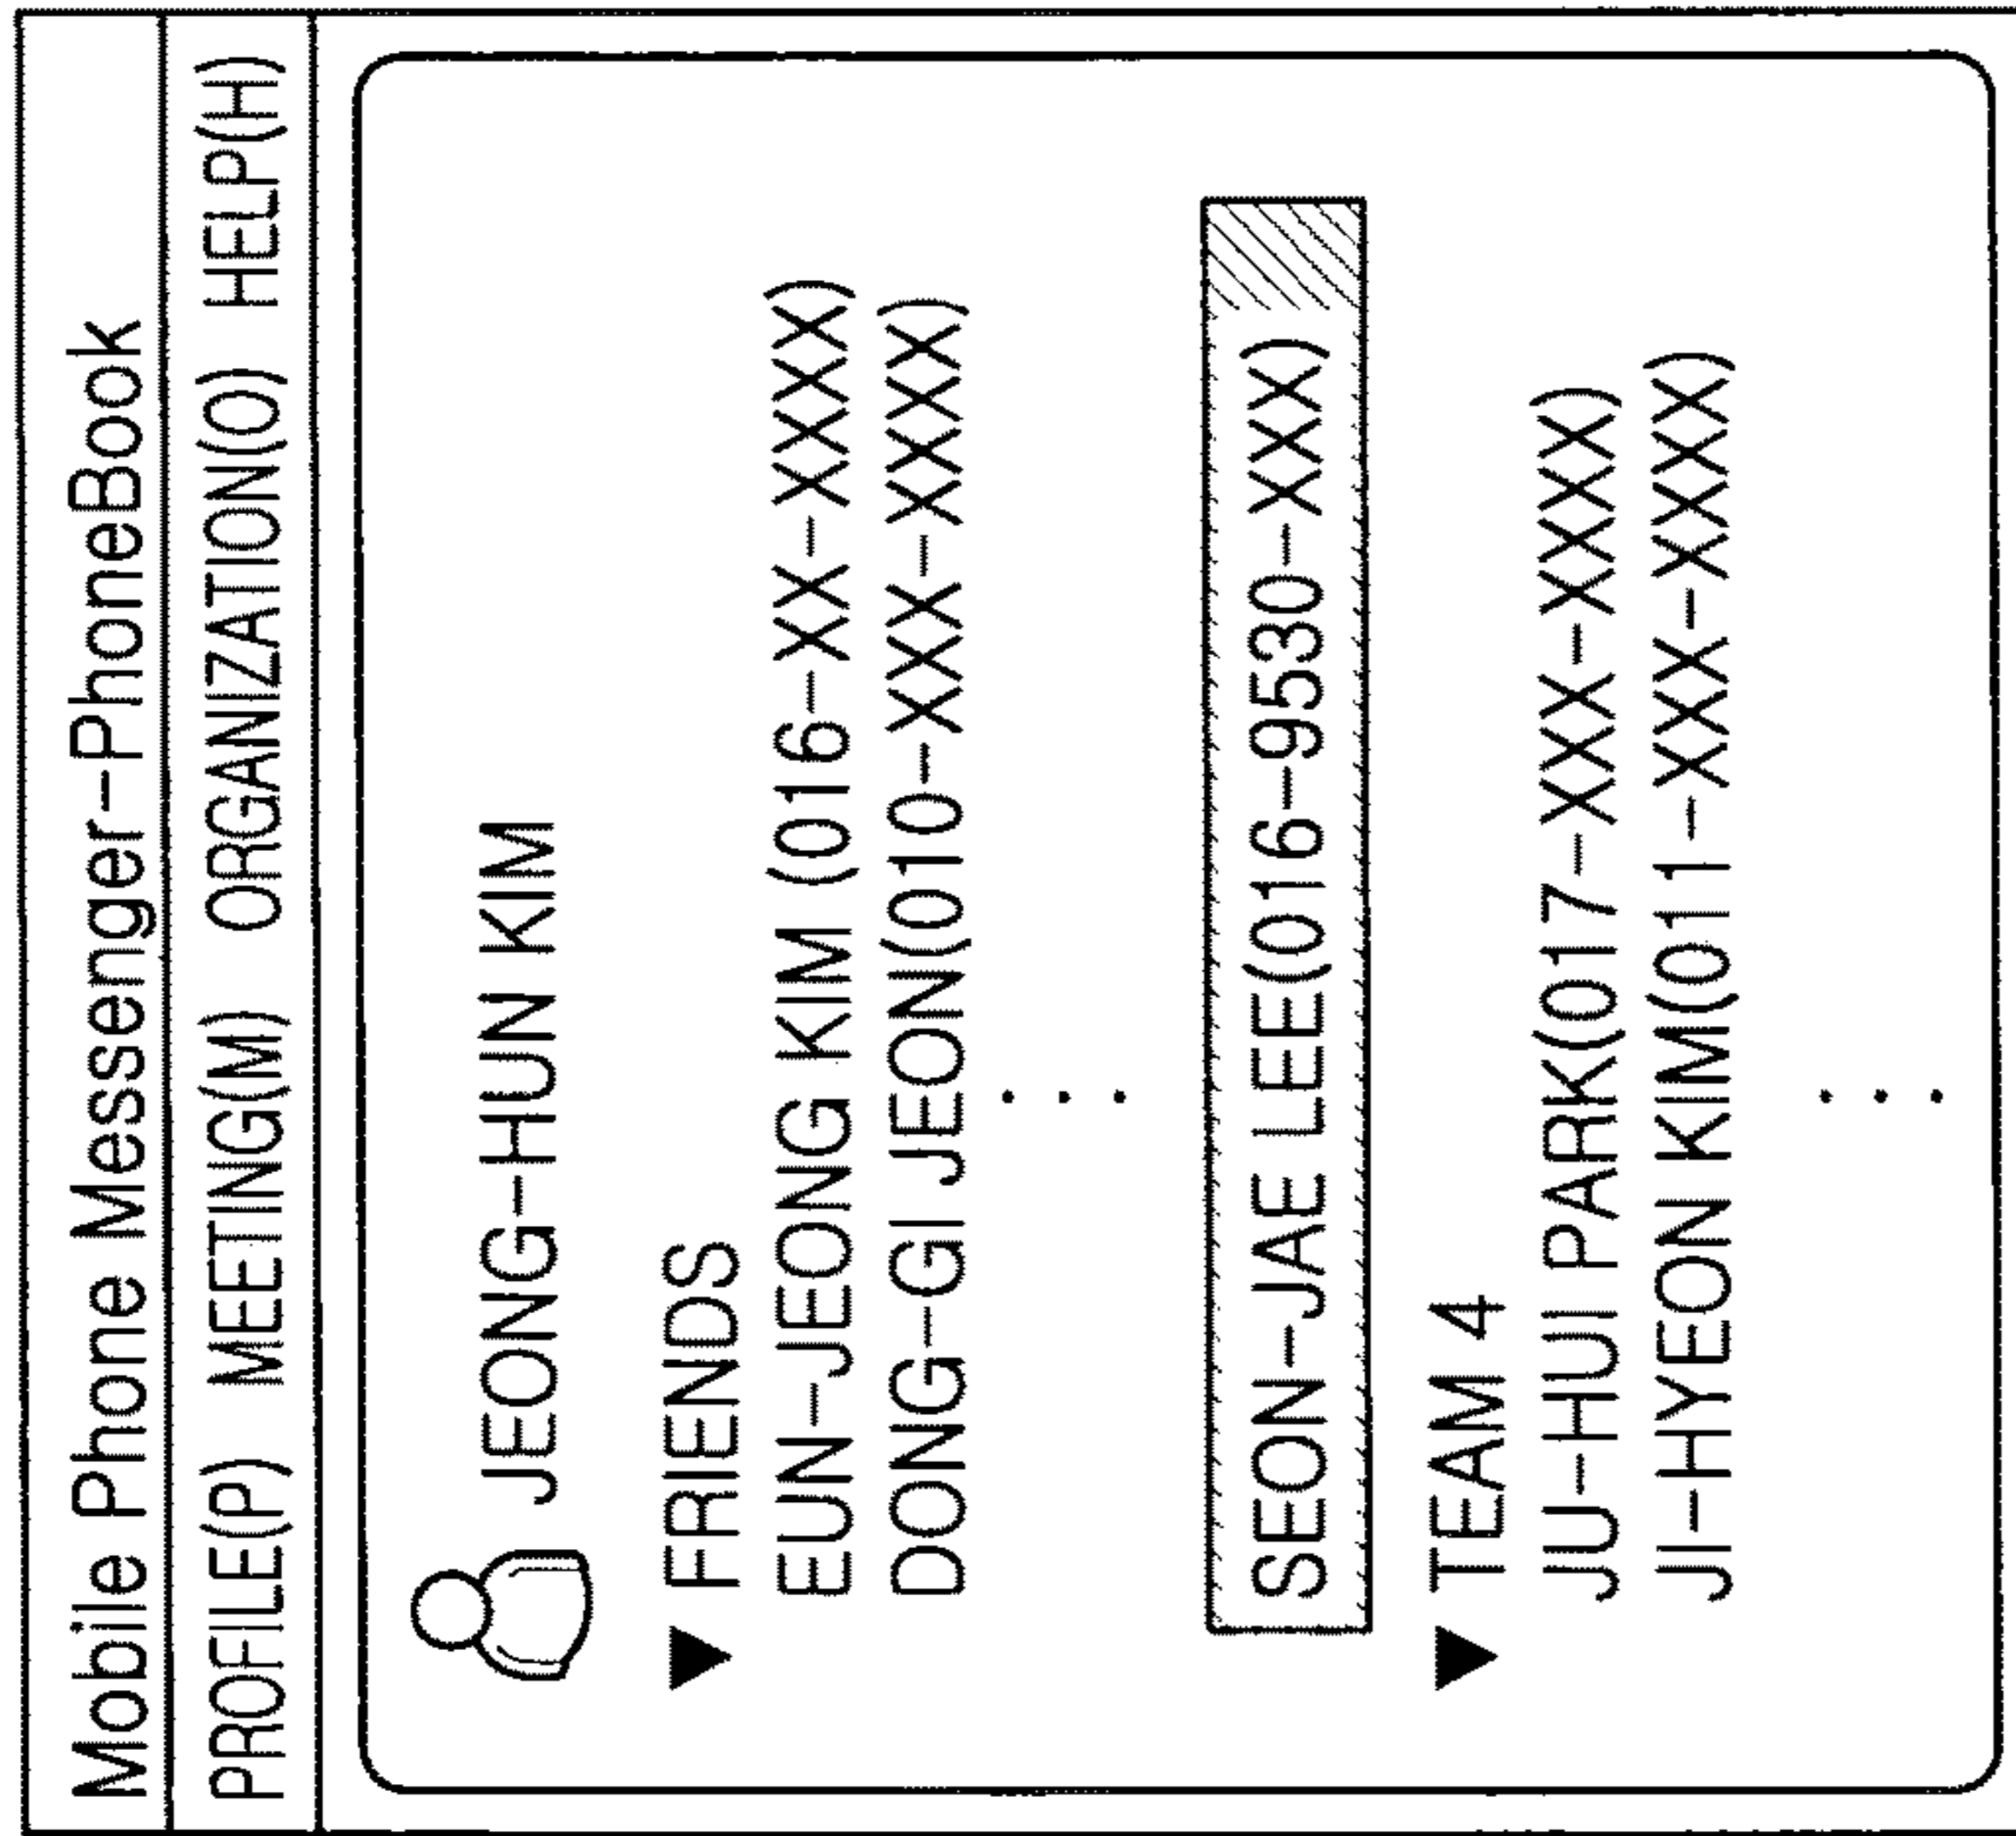 Mobile Phone Messenger-PhoneBook
PROFILE(P) MEETING(M) ORGANIZATION(O) HELP(H)
JEONG-HUN KIM
▼ FRIENDS
EUN-JEONG KIM (016-XX-XXXX)
DONG-GI JEON(010-XXX-XXXX)
SEON-JAE LEE(016-9530-XXX)
▼ TEAM 4
JU-HUI PARK(017-XXX-XXXX)
JI-HYEON KIM(011-XXX-XXXX)